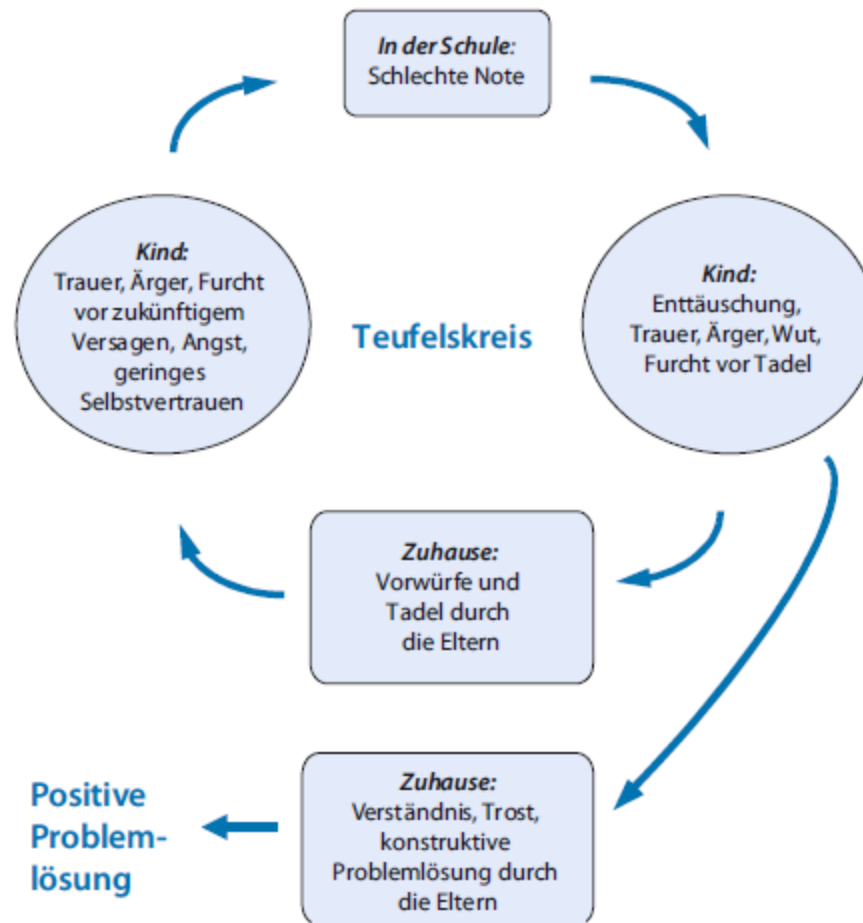 In der Schule:
Schlechte Note
Kind:
Enttäuschung,
Trauer, Ärger, Wut,
Furcht vor Tadel
Kind:
Trauer, Ärger, Furcht
vor zukünftigem
Versagen, Angst,
geringes
Selbstvertrauen
Teufelskreis
Zuhause:
Vorwürfe und
Tadel durch
die Eltern
Zuhause:
Verständnis, Trost,
konstruktive
Problemlösung durch
die Eltern
Positive
Problem-
lösung